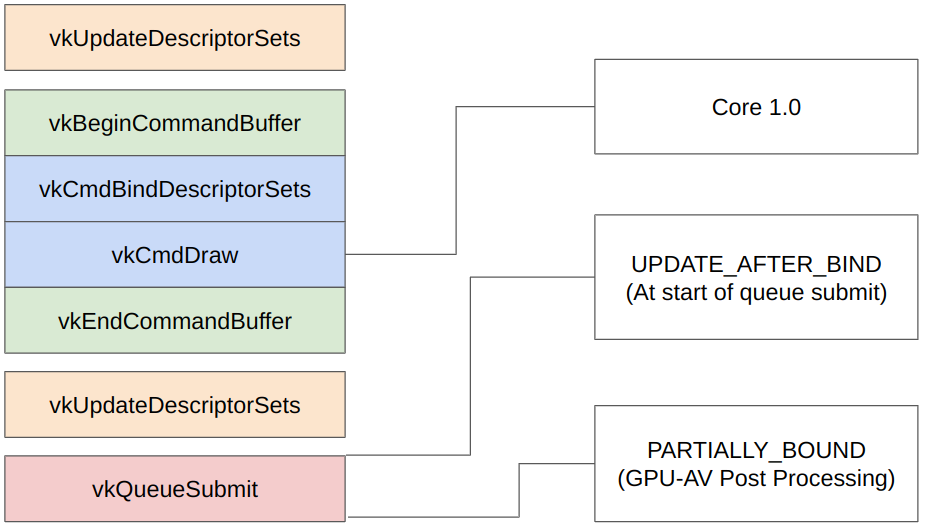 vkUpdateDescriptorSets
vkBeginCommandBuffer
vkCmdBindDescriptorSets
vkCmdDraw
vkEndCommandBuffer
vkUpdateDescriptorSets
vkQueueSubmit
Core 1.0
UPDATE_AFTER_BIND
(At start of queue submit)
PARTIALLY_BOUND
(GPU-AV Post Processing)